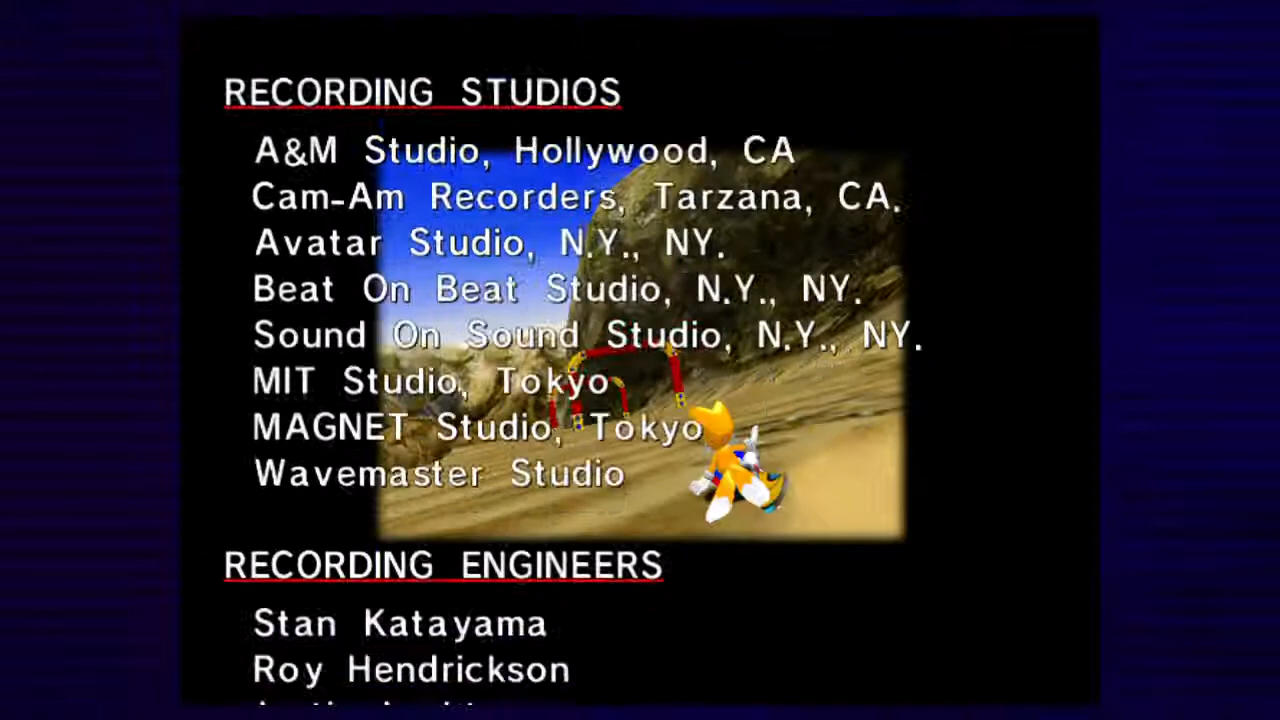 RECORDING STUDIOS
A&M Studio, Hollywood, CA
Cam-Am Recorders, Tarzana, CA.
Avatar Studio, N.Y., NY.
Beat On Beat Studio, N.Y., NY.
Sound On Sound Studio, N.Y., NY.
MIT Studio, Tokyo
MAGNET Studio, Tokyo
Wavemaster Studio
RECORDING ENGINEERS
Stan Katayama
Roy Hendrickson